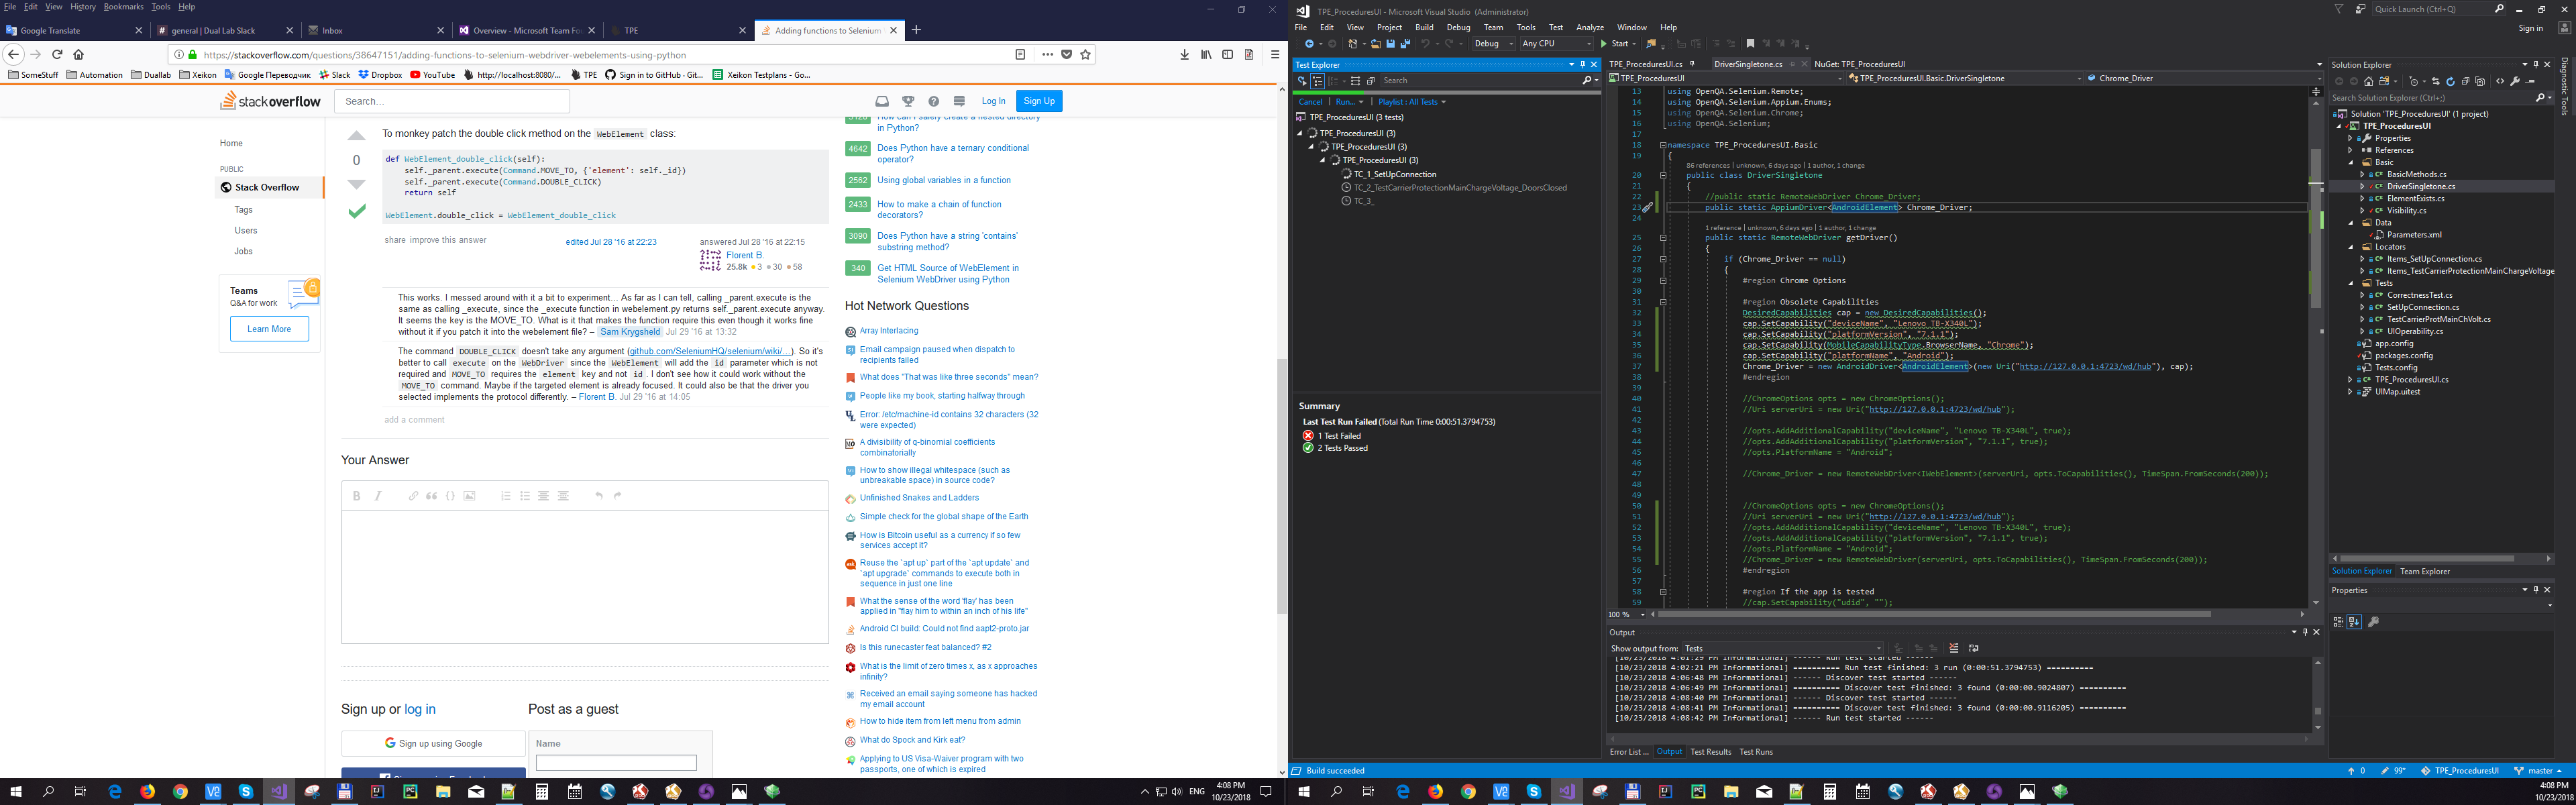 File Edit View History Bookmarks Tools Help
Google Translate
general | Dual Lab Slack
Inbox
Overview - Microsoft Team Fou
TPE
Adding functions to Selenium
https://stackoverflow.com/questions/38647151/adding-functions-to-selenium-webdriver-webelements-using-python
SomeStuff Automation Duallab Xeikon Google Переводчик Slack Dropbox YouTube http://localhost:8080/... TPE Sign in to GitHub · Git... Xeikon Testplans - Go...
stackoverflow
Search...
Log In
Sign Up
Home
PUBLIC
Stack Overflow
Tags
Users
Jobs
Teams
Q&A for work
Learn More
To monkey patch the double click method on the WebElement class:
0
def WebElement_double_click(self):
self._parent.execute(Command.MOVE_TO, {'element': self._id})
self._parent.execute(Command.DOUBLE_CLICK)
return self
WebElement.double_click = WebElement_double_click
share improve this answer
edited Jul 28 '16 at 22:23
answered Jul 28 '16 at 22:15
Florent B.
25.8k 3 30 58
This works. I messed around with it a bit to experiment... As far as I can tell, calling _parent.execute is the
same as calling _execute, since the _execute function in webelement.py returns self._parent.execute anyway.
It seems the key is the MOVE_TO. What is it that makes the function require this even though it works fine
without it if you patch it into the webelement file? – Sam Krygsheld Jul 29 '16 at 13:32
The command DOUBLE_CLICK doesn't take any argument (github.com/SeleniumHQ/selenium/wiki/...). So it's
better to call execute on the WebDriver since the WebElement will add the id parameter which is not
required and MOVE_TO requires the element key and not id. I don't see how it could work without the
MOVE_TO command. Maybe if the targeted element is already focused. It could also be that the driver you
selected implements the protocol differently. – Florent B. Jul 29 '16 at 14:05
add a comment
Your Answer
Sign up or log in
Post as a guest
Sign up using Google
Name
How can I safely create a nested directory
in Python?
4642 Does Python have a ternary conditional
operator?
2562 Using global variables in a function
2433 How to make a chain of function
decorators?
3090 Does Python have a string 'contains'
substring method?
340 Get HTML Source of WebElement in
Selenium WebDriver using Python
Hot Network Questions
Array Interlacing
Email campaign paused when dispatch to
recipients failed
What does "That was like three seconds" mean?
People like my book, starting halfway through
Error: /etc/machine-id contains 32 characters (32
were expected)
A divisibility of q-binomial coefficients
combinatorially
How to show illegal whitespace (such as
unbreakable space) in source code?
Unfinished Snakes and Ladders
Simple check for the global shape of the Earth
How is Bitcoin useful as a currency if so few
services accept it?
Reuse the `apt up` part of the `apt update` and
`apt upgrade` commands to execute both in
sequence in just one line
What the sense of the word 'flay' has been
applied in "flay him to within an inch of his life"
Android CI build: Could not find aapt2-proto.jar
Is this runecaster feat balanced? #2
What is the limit of zero times x, as x approaches
infinity?
Received an email saying someone has hacked
my email account
How to hide item from left menu from admin
What do Spock and Kirk eat?
Applying to US Visa-Waiver program with two
passports, one of which is expired
ENG
4:08 PM
10/23/2018
TPE_ProceduresUI - Microsoft Visual Studio (Administrator)
Quick Launch (Ctrl+Q)
File Edit View Project Build Debug Team Tools Test Analyze Window Help
Sign in
Debug Any CPU Start
Test Explorer
Search
Cancel | Run... | Playlist : All Tests
TPE_ProceduresUI (3 tests)
TPE_ProceduresUI (3)
TPE_ProceduresUI (3)
TPE_ProceduresUI (3)
TC_1_SetUpConnection
TC_2_TestCarrierProtectionMainChargeVoltage_DoorsClosed
TC_3_
Summary
Last Test Run Failed (Total Run Time 0:00:51.3794753)
1 Test Failed
2 Tests Passed
TPE_ProceduresUI.cs DriverSingletone.cs NuGet: TPE_ProceduresUI
TPE_ProceduresUI TPE_ProceduresUI.Basic.DriverSingletone Chrome_Driver
13 using OpenQA.Selenium.Remote;
14 using OpenQA.Selenium.Appium.Enums;
15 using OpenQA.Selenium.Chrome;
16 using OpenQA.Selenium;
17
18 namespace TPE_ProceduresUI.Basic
19 {
86 references | unknown, 6 days ago | 1 author, 1 change
20 public class DriverSingletone
21 {
22 //public static RemoteWebDriver Chrome_Driver;
23 public static AppiumDriver<AndroidElement> Chrome_Driver;
24
1 reference | unknown, 6 days ago | 1 author, 1 change
25 public static RemoteWebDriver getDriver()
26 {
27 if (Chrome_Driver == null)
28 {
29 #region Chrome Options
30
31 #region Obsolete Capabilities
32 DesiredCapabilities cap = new DesiredCapabilities();
33 cap.SetCapability("deviceName", "Lenovo TB-X340L");
34 cap.SetCapability("platformVersion", "7.1.1");
35 cap.SetCapability(MobileCapabilityType.BrowserName, "Chrome");
36 cap.SetCapability("platformName", "Android");
37 Chrome_Driver = new AndroidDriver<AndroidElement>(new Uri("http://127.0.0.1:4723/wd/hub"), cap);
38 #endregion
39
40 //ChromeOptions opts = new ChromeOptions();
41 //Uri serverUri = new Uri("http://127.0.0.1:4723/wd/hub");
42
43 //opts.AddAdditionalCapability("deviceName", "Lenovo TB-X340L", true);
44 //opts.AddAdditionalCapability("platformVersion", "7.1.1", true);
45 //opts.PlatformName = "Android";
46
47 //Chrome_Driver = new RemoteWebDriver<IWebElement>(serverUri, opts.ToCapabilities(), TimeSpan.FromSeconds(200));
48
49
50 //ChromeOptions opts = new ChromeOptions();
51 //Uri serverUri = new Uri("http://127.0.0.1:4723/wd/hub");
52 //opts.AddAdditionalCapability("deviceName", "Lenovo TB-X340L", true);
53 //opts.AddAdditionalCapability("platformVersion", "7.1.1", true);
54 //opts.PlatformName = "Android";
55 //Chrome_Driver = new RemoteWebDriver(serverUri, opts.ToCapabilities(), TimeSpan.FromSeconds(200));
56 #endregion
57
58 #region If the app is tested
59 //cap.SetCapability("udid", "");
100 %
Output
Show output from: Tests
[10/23/2018 4:01:29 PM Informational] ------ Run test started ------
[10/23/2018 4:02:21 PM Informational] ========== Run test finished: 3 run (0:00:51.3794753) ==========
[10/23/2018 4:06:48 PM Informational] ------ Discover test started ------
[10/23/2018 4:06:49 PM Informational] ========== Discover test finished: 3 found (0:00:00.9024807) ==========
[10/23/2018 4:08:40 PM Informational] ------ Discover test started ------
[10/23/2018 4:08:41 PM Informational] ========== Discover test finished: 3 found (0:00:00.9116205) ==========
[10/23/2018 4:08:42 PM Informational] ------ Run test started ------
Error List ... Output Test Results Test Runs
Solution Explorer
Search Solution Explorer (Ctrl+;)
Solution 'TPE_ProceduresUI' (1 project)
TPE_ProceduresUI
Properties
References
Basic
BasicMethods.cs
DriverSingletone.cs
ElementExists.cs
Visibility.cs
Data
Parameters.xml
Locators
Items_SetUpConnection.cs
Items_TestCarrierProtectionMainChargeVoltage
Tests
CorrectnessTest.cs
SetUpConnection.cs
TestCarrierProtMainChVolt.cs
UIOperability.cs
app.config
packages.config
Tests.config
TPE_ProceduresUI.cs
UIMap.uitest
Solution Explorer Team Explorer
Properties
Diagnostic Tools
Build succeeded
0 99* TPE_ProceduresUI master
4:08 PM
10/23/2018